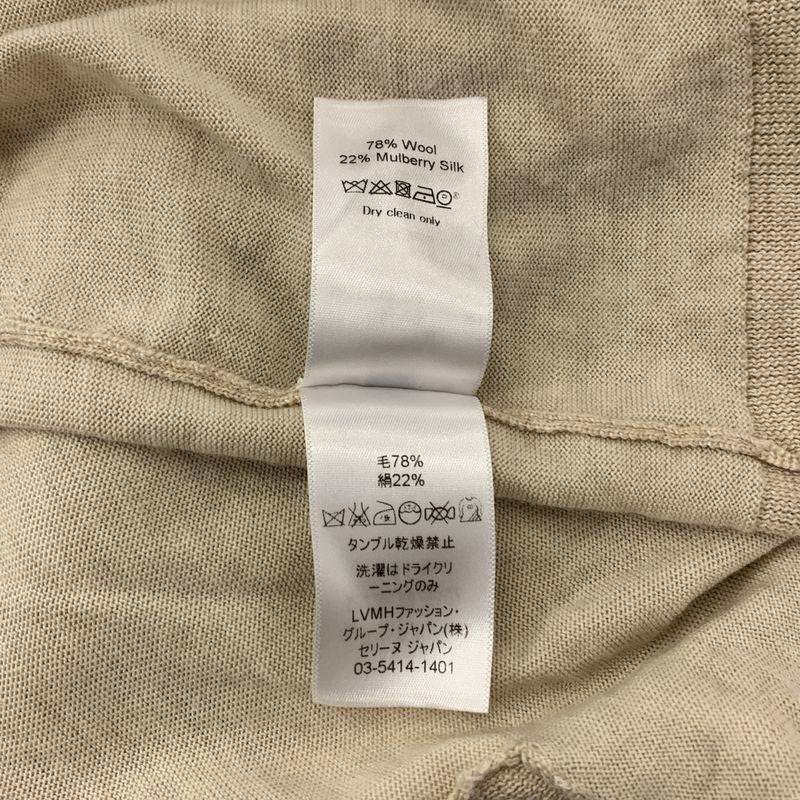 78% Wool
22% Mulberry Silk
Dry clean only
毛78%
絹22%
タンブル乾燥禁止
洗濯はドライクリ
ーニングのみ
LVMHファッション・
グループ・ジャパン(株)
セリーヌ ジャパン
03-5414-1401